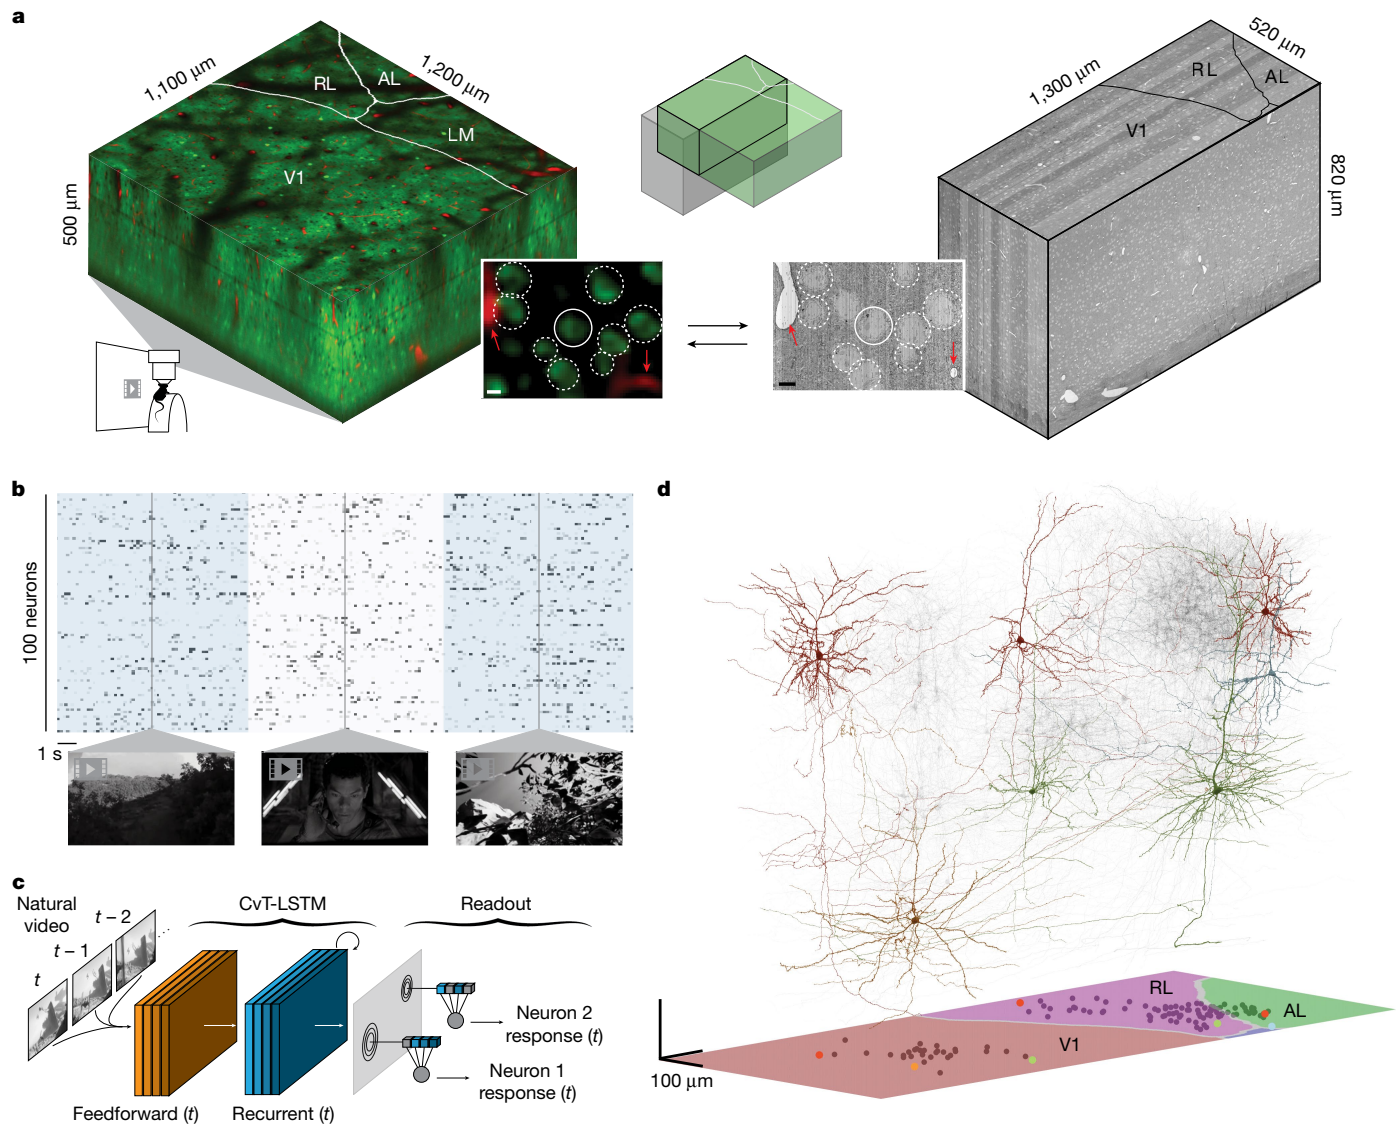 a
1,100 µm
1,200 µm
RL
AL
LM
V1
500 µm
1,300 µm
520 µm
RL
AL
V1
820 µm
b
100 neurons
1 s
c
Natural
video
t
t – 1
t – 2
...
CvT-LSTM
Readout
Neuron 2
response (t)
Neuron 1
response (t)
Feedforward (t)
Recurrent (t)
d
RL
AL
V1
100 µm